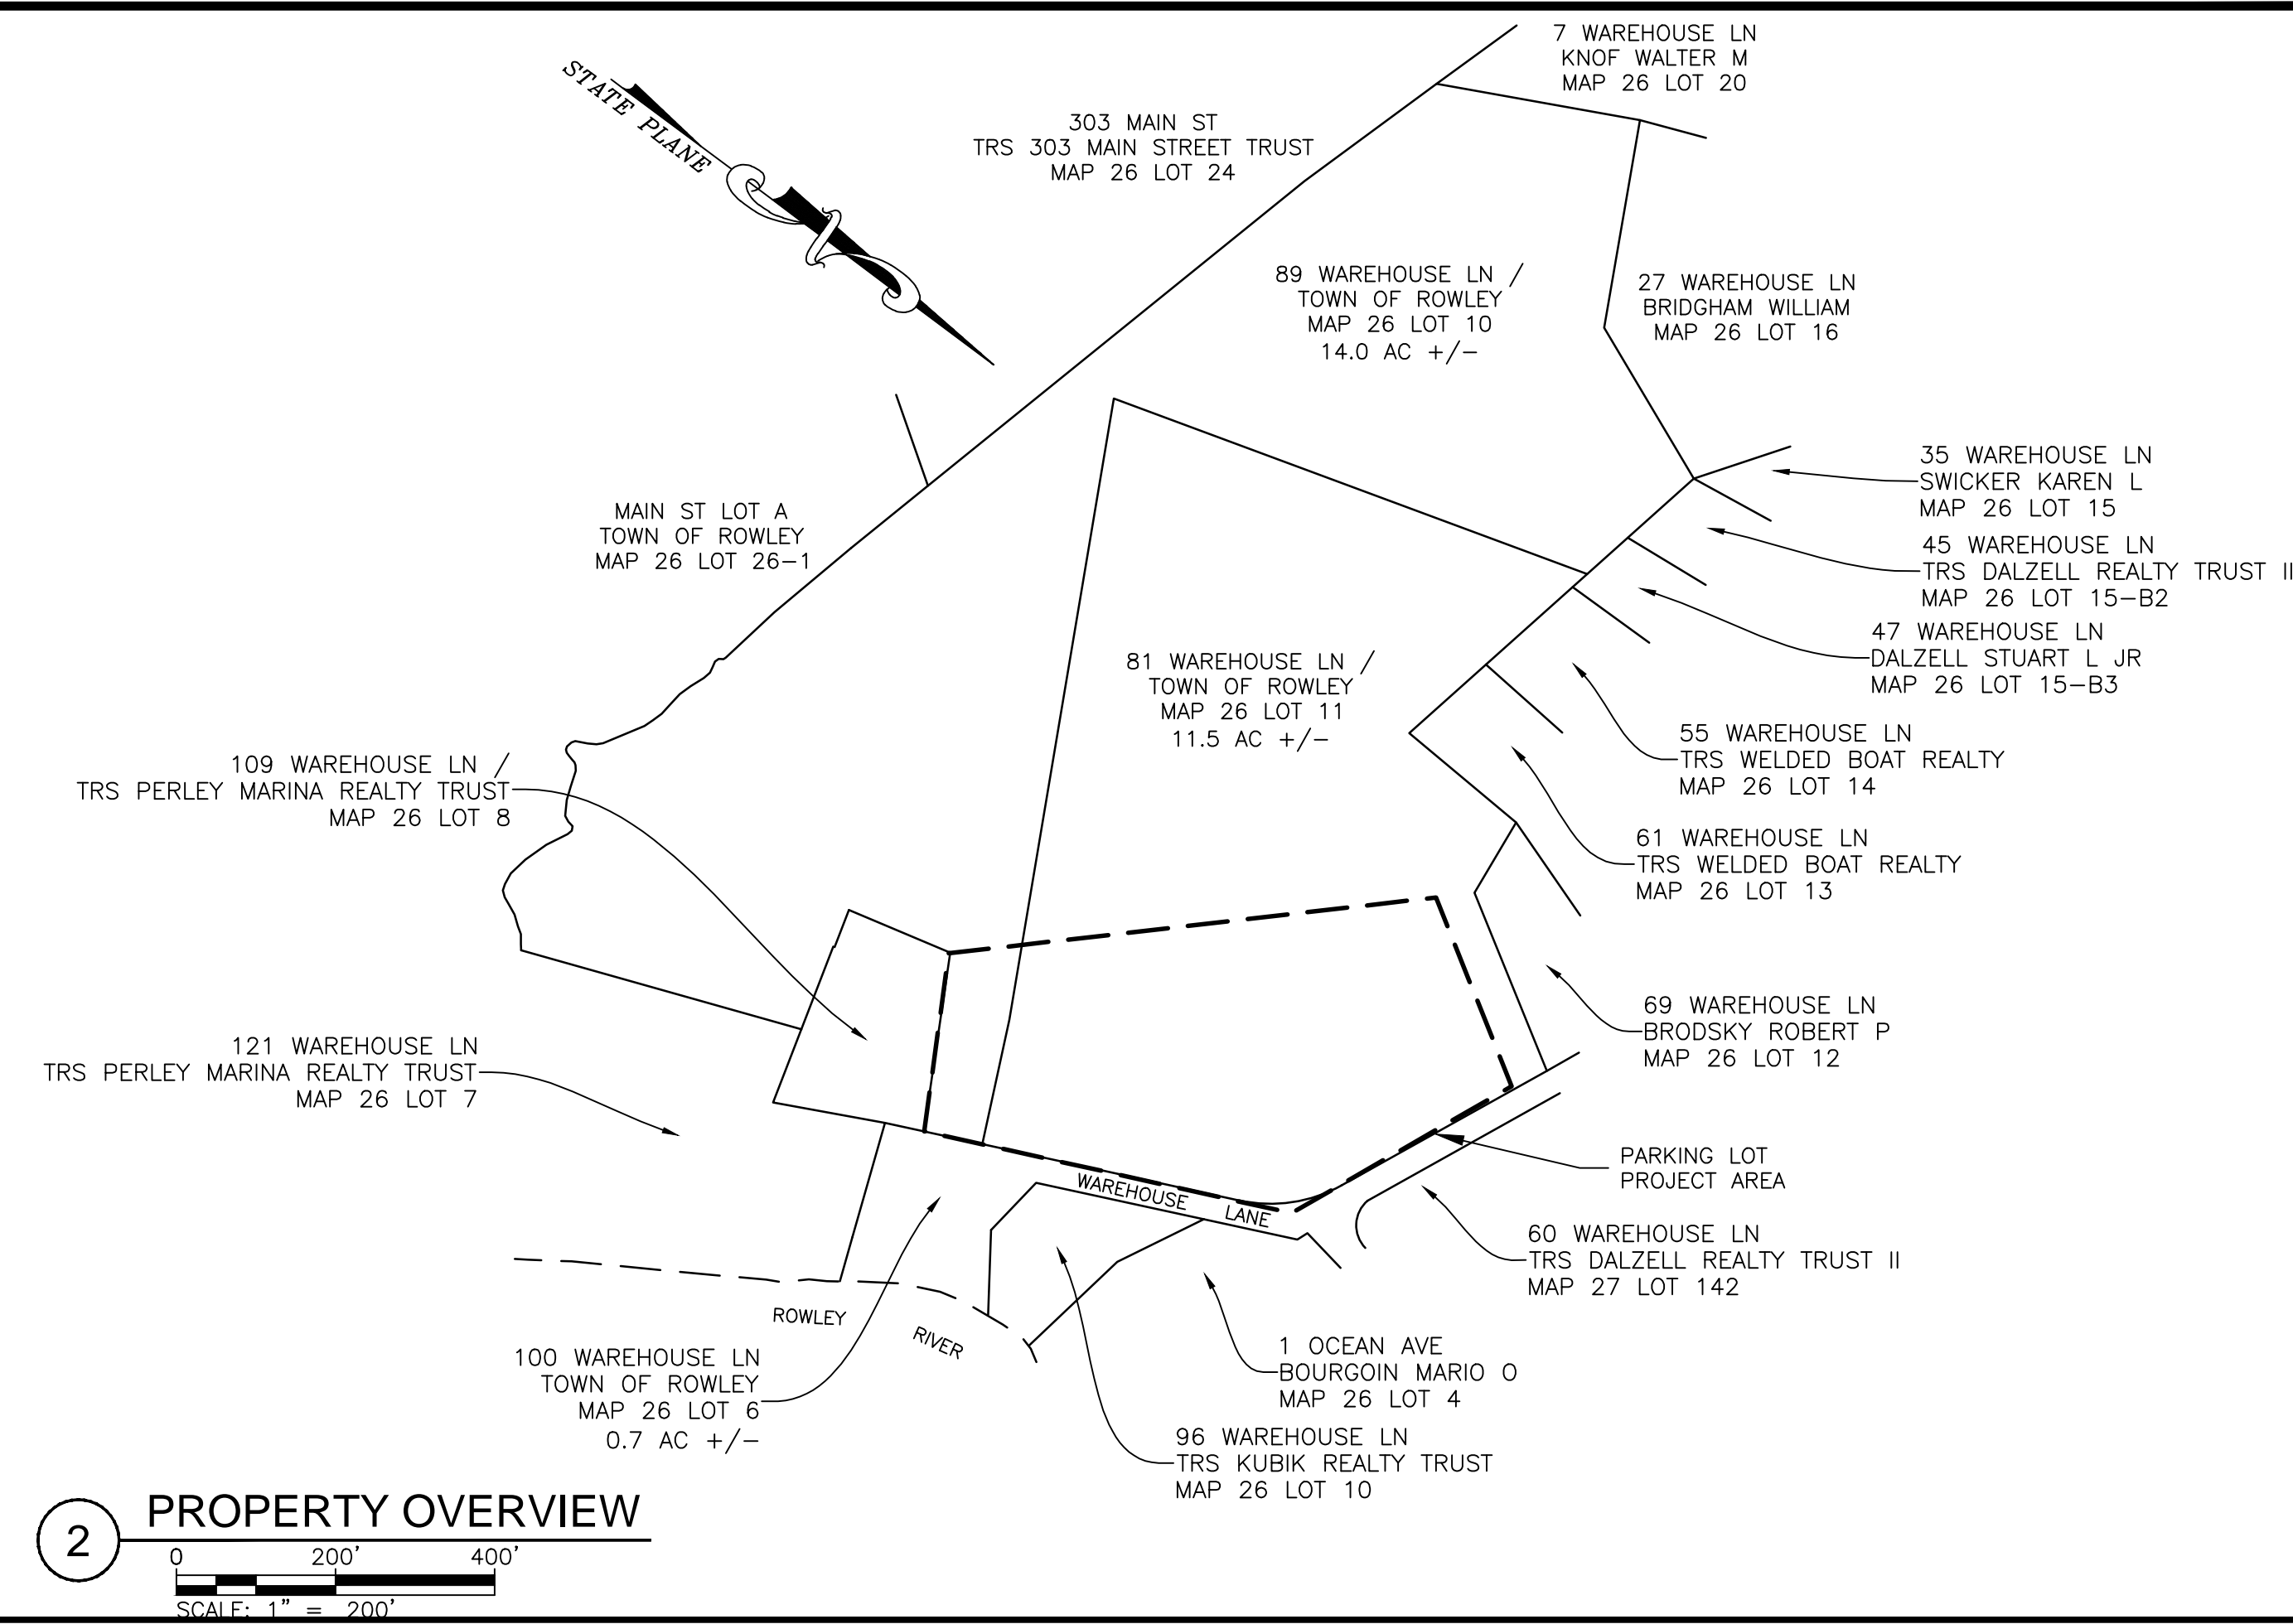 7 WAREHOUSE LN
KNOF WALTER M
MAP 26 LOT 20
STATE PLANE
303 MAIN ST
TRS 303 MAIN STREET TRUST
MAP 26 LOT 24
89 WAREHOUSE LN /
TOWN OF ROWLEY
MAP 26 LOT 10
14.0 AC +/-
27 WAREHOUSE LN
BRIDGHAM WILLIAM
MAP 26 LOT 16
35 WAREHOUSE LN
SWICKER KAREN L
MAP 26 LOT 15
MAIN ST LOT A
TOWN OF ROWLEY
MAP 26 LOT 26-1
45 WAREHOUSE LN
TRS DALZELL REALTY TRUST II
MAP 26 LOT 15-B2
47 WAREHOUSE LN
DALZELL STUART L JR
MAP 26 LOT 15-B3
81 WAREHOUSE LN /
TOWN OF ROWLEY
MAP 26 LOT 11
11.5 AC +/-
55 WAREHOUSE LN
TRS WELDED BOAT REALTY
MAP 26 LOT 14
109 WAREHOUSE LN /
TRS PERLEY MARINA REALTY TRUST
MAP 26 LOT 8
61 WAREHOUSE LN
TRS WELDED BOAT REALTY
MAP 26 LOT 13
69 WAREHOUSE LN
BRODSKY ROBERT P
MAP 26 LOT 12
121 WAREHOUSE LN
TRS PERLEY MARINA REALTY TRUST
MAP 26 LOT 7
PARKING LOT
PROJECT AREA
WAREHOUSE LANE
60 WAREHOUSE LN
TRS DALZELL REALTY TRUST II
MAP 27 LOT 142
ROWLEY RIVER
1 OCEAN AVE
BOURGOIN MARIO O
MAP 26 LOT 4
100 WAREHOUSE LN
TOWN OF ROWLEY
MAP 26 LOT 6
0.7 AC +/-
96 WAREHOUSE LN
TRS KUBIK REALTY TRUST
MAP 26 LOT 10
2 PROPERTY OVERVIEW
0 200' 400'
SCALE: 1" = 200'